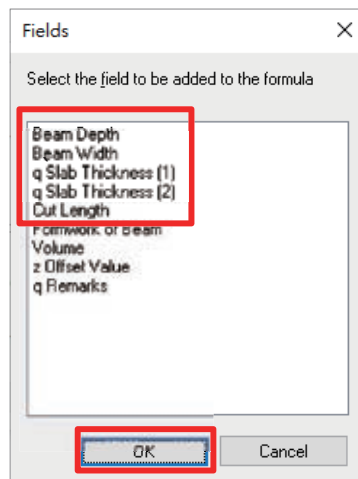 Fields
Select the field to be added to the formula
Beam Depth
Beam Width
q Slab Thickness (1)
q Slab Thickness (2)
Cut Length
Formwork of Beam
Volume
z Offset Value
q Remarks
OK
Cancel